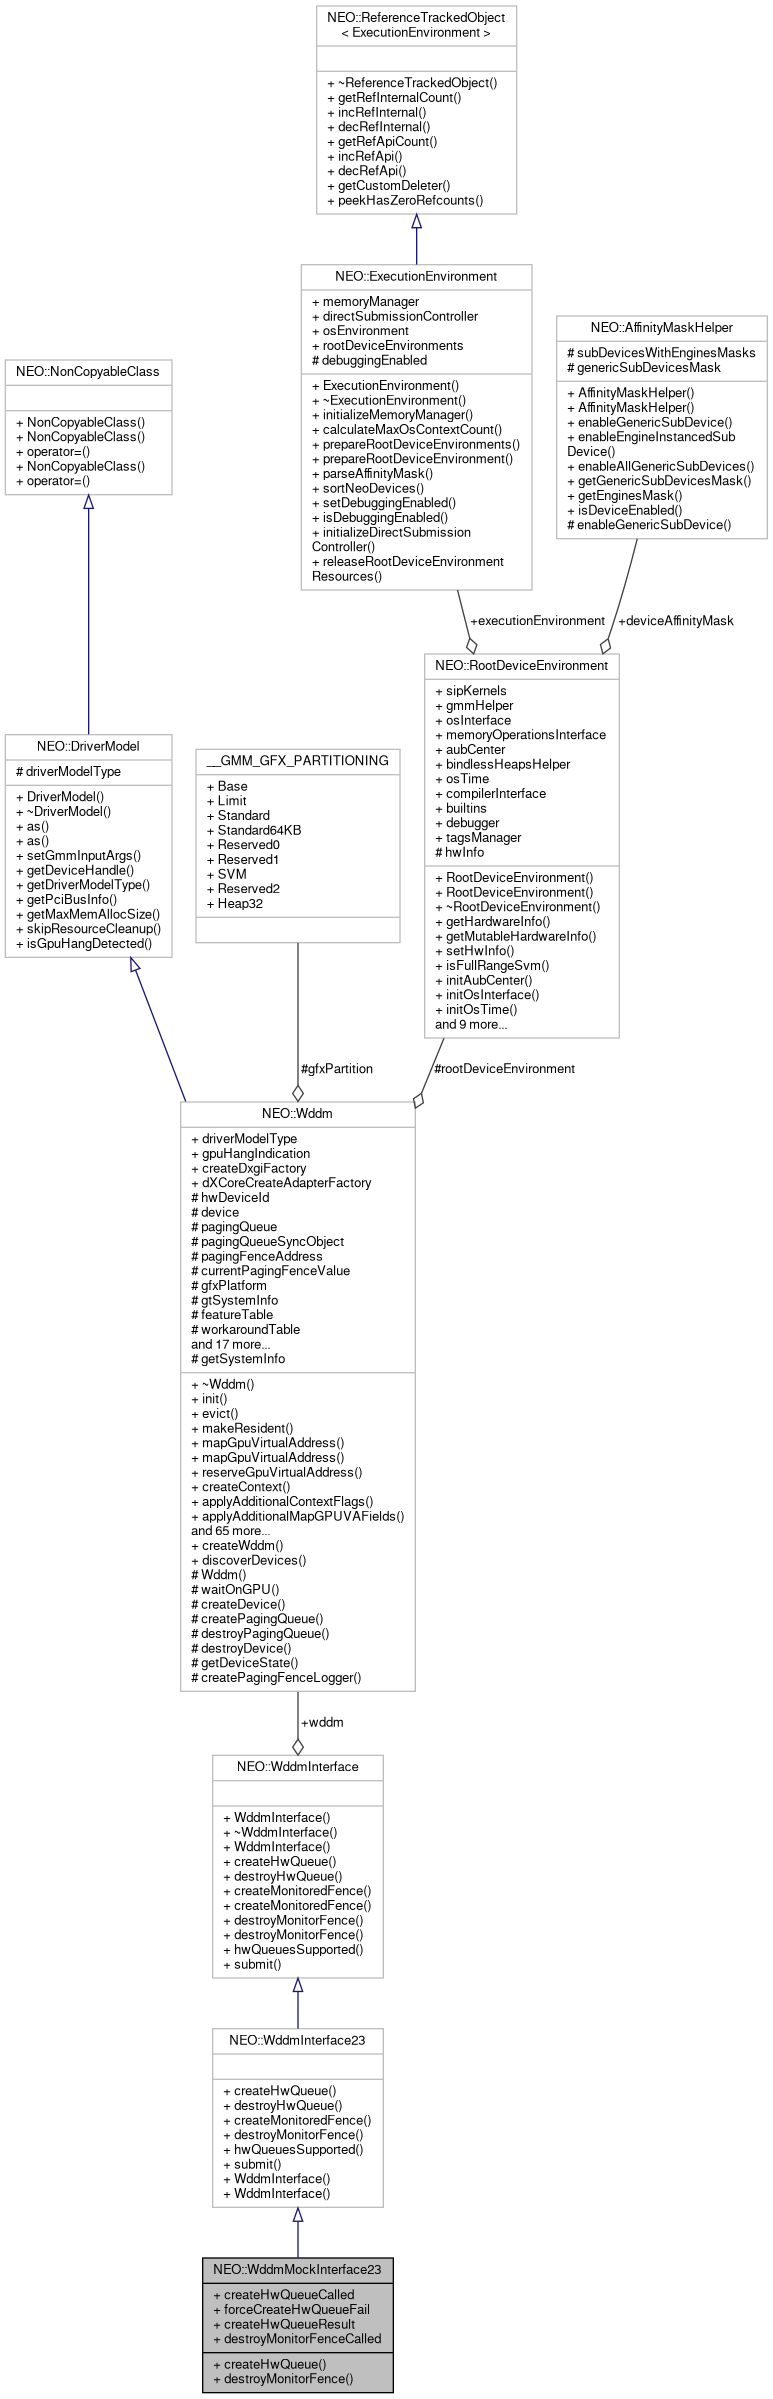 NEO::ReferenceTrackedObject
< ExecutionEnvironment >
+ ~ReferenceTrackedObject()
+ getRefInternalCount()
+ incRefInternal()
+ decRefInternal()
+ getRefApiCount()
+ incRefApi()
+ decRefApi()
+ getCustomDeleter()
+ peekHasZeroRefcounts()
NEO::ExecutionEnvironment
+ memoryManager
+ directSubmissionController
+ osEnvironment
+ rootDeviceEnvironments
# debuggingEnabled
+ ExecutionEnvironment()
+ ~ExecutionEnvironment()
+ initializeMemoryManager()
+ calculateMaxOsContextCount()
+ prepareRootDeviceEnvironments()
+ prepareRootDeviceEnvironment()
+ parseAffinityMask()
+ sortNeoDevices()
+ setDebuggingEnabled()
+ isDebuggingEnabled()
+ initializeDirectSubmission
Controller()
+ releaseRootDeviceEnvironment
Resources()
NEO::AffinityMaskHelper
# subDevicesWithEnginesMasks
# genericSubDevicesMask
+ AffinityMaskHelper()
+ AffinityMaskHelper()
+ enableGenericSubDevice()
+ enableEngineInstancedSub
Device()
+ enableAllGenericSubDevices()
+ getGenericSubDevicesMask()
+ getEnginesMask()
+ isDeviceEnabled()
# enableGenericSubDevice()
NEO::NonCopyableClass
+ NonCopyableClass()
+ NonCopyableClass()
+ operator=()
+ NonCopyableClass()
+ operator=()
+executionEnvironment
+deviceAffinityMask
NEO::RootDeviceEnvironment
+ sipKernels
+ gmmHelper
+ osInterface
+ memoryOperationsInterface
+ aubCenter
+ bindlessHeapsHelper
+ osTime
+ compilerInterface
+ builtins
+ debugger
+ tagsManager
# hwInfo
+ RootDeviceEnvironment()
+ RootDeviceEnvironment()
+ ~RootDeviceEnvironment()
+ getHardwareInfo()
+ getMutableHardwareInfo()
+ setHwInfo()
+ isFullRangeSvm()
+ initAubCenter()
+ initOsInterface()
+ initOsTime()
and 9 more...
NEO::DriverModel
# driverModelType
+ DriverModel()
+ ~DriverModel()
+ as()
+ as()
+ setGmmInputArgs()
+ getDeviceHandle()
+ getDriverModelType()
+ getPciBusInfo()
+ getMaxMemAllocSize()
+ skipResourceCleanup()
+ isGpuHangDetected()
__GMM_GFX_PARTITIONING
+ Base
+ Limit
+ Standard
+ Standard64KB
+ Reserved0
+ Reserved1
+ SVM
+ Reserved2
+ Heap32
#gfxPartition
#rootDeviceEnvironment
NEO::Wddm
+ driverModelType
+ gpuHangIndication
+ createDxgiFactory
+ dXCoreCreateAdapterFactory
# hwDeviceId
# device
# pagingQueue
# pagingQueueSyncObject
# pagingFenceAddress
# currentPagingFenceValue
# gfxPlatform
# gtSystemInfo
# featureTable
# workaroundTable
and 17 more...
# getSystemInfo
+ ~Wddm()
+ init()
+ evict()
+ makeResident()
+ mapGpuVirtualAddress()
+ mapGpuVirtualAddress()
+ reserveGpuVirtualAddress()
+ createContext()
+ applyAdditionalContextFlags()
+ applyAdditionalMapGPUVAFields()
and 65 more...
+ createWddm()
+ discoverDevices()
# Wddm()
# waitOnGPU()
# createDevice()
# createPagingQueue()
# destroyPagingQueue()
# destroyDevice()
# getDeviceState()
# createPagingFenceLogger()
+wddm
NEO::WddmInterface
+ WddmInterface()
+ ~WddmInterface()
+ WddmInterface()
+ createHwQueue()
+ destroyHwQueue()
+ createMonitoredFence()
+ createMonitoredFence()
+ destroyMonitorFence()
+ destroyMonitorFence()
+ hwQueuesSupported()
+ submit()
NEO::WddmInterface23
+ createHwQueue()
+ destroyHwQueue()
+ createMonitoredFence()
+ destroyMonitorFence()
+ hwQueuesSupported()
+ submit()
+ WddmInterface()
+ WddmInterface()
NEO::WddmMockInterface23
+ createHwQueueCalled
+ forceCreateHwQueueFail
+ createHwQueueResult
+ destroyMonitorFenceCalled
+ createHwQueue()
+ destroyMonitorFence()